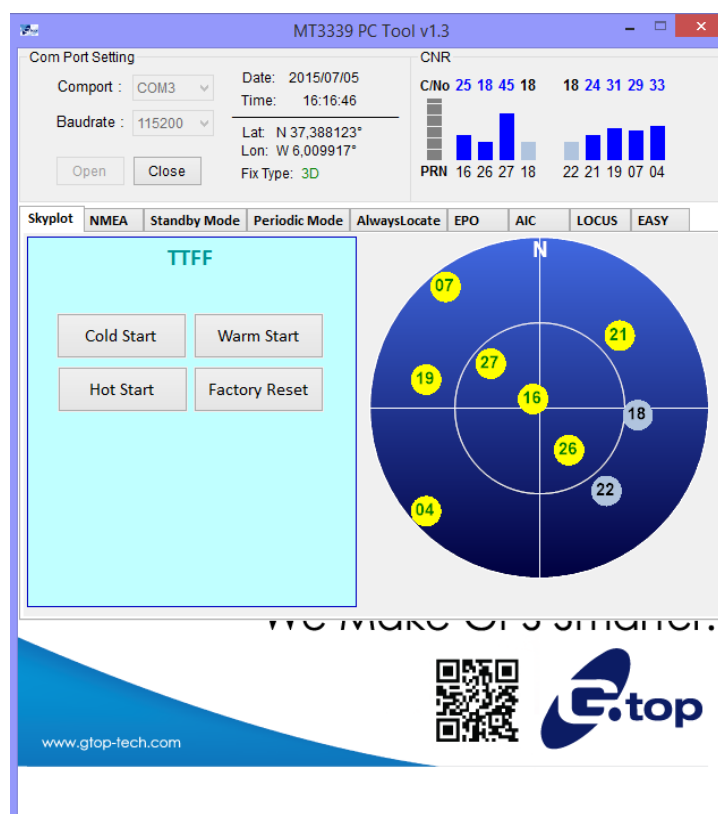 MT3339 PC Tool v1.3
Com Port Setting
Comport : COM3
Baudrate : 115200
Open Close
Date: 2015/07/05
Time: 16:16:46
Lat: N 37,388123°
Lon: W 6,009917°
Fix Type: 3D
CNR
C/No 25 18 45 18 18 24 31 29 33
PRN 16 26 27 18 22 21 19 07 04
Skyplot NMEA Standby Mode Periodic Mode AlwaysLocate EPO AIC LOCUS EASY
TTFF
Cold Start Warm Start
Hot Start Factory Reset
N
07
21
27
19
16
18
26
22
04
We Make GPS Smarter.
www.gtop-tech.com
G.top